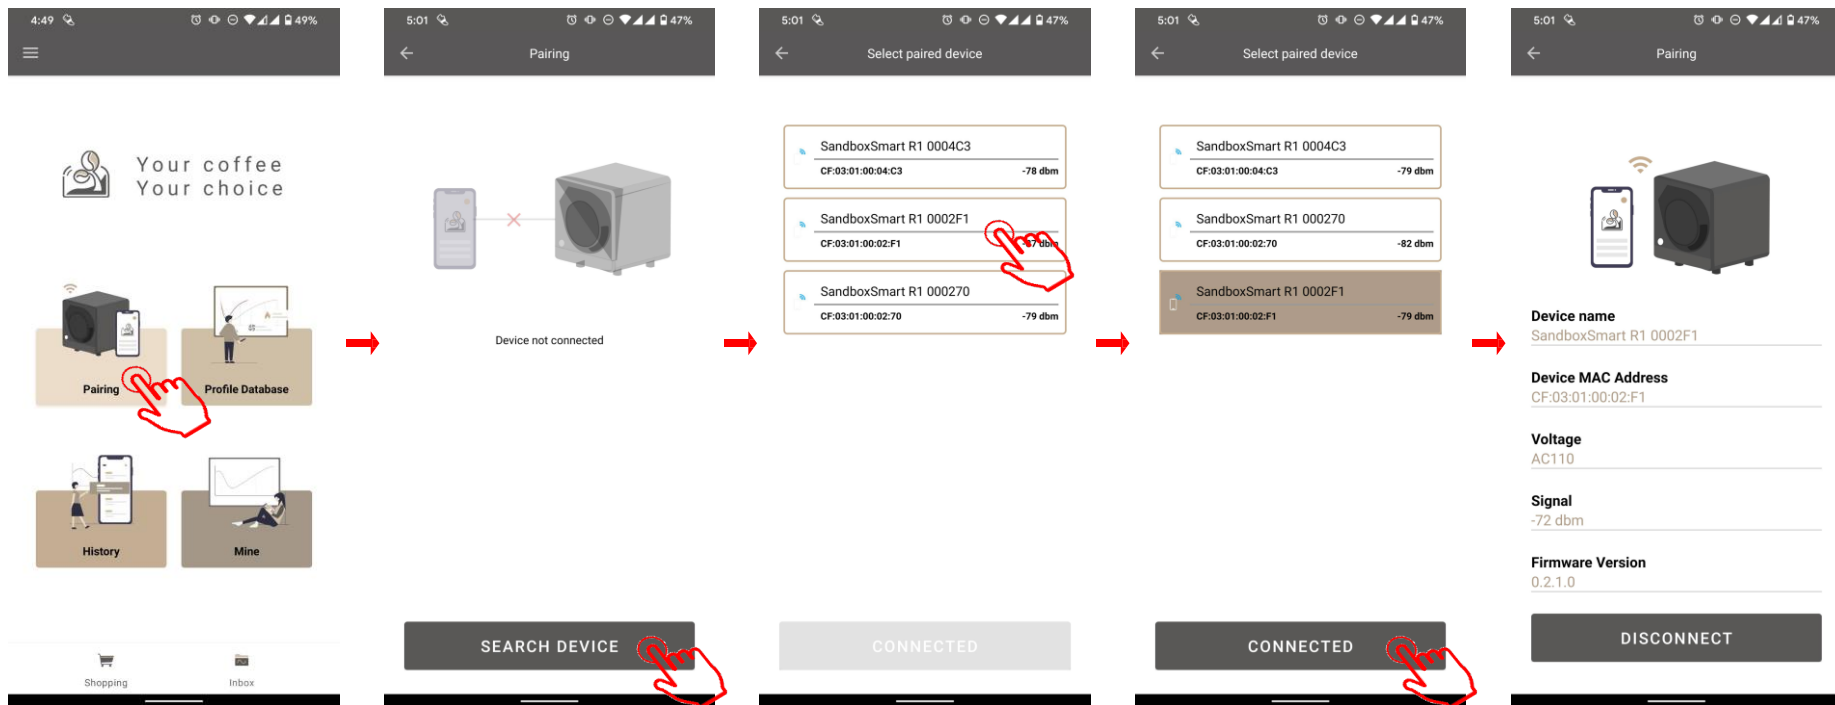 4:49
49%
Your coffee
Your choice
Pairing
Profile Database
History
Mine
Shopping
Inbox
5:01
47%
Pairing
Device not connected
SEARCH DEVICE
5:01
47%
Select paired device
SandboxSmart R1 0004C3
CF:03:01:00:04:C3
-78 dbm
SandboxSmart R1 0002F1
CF:03:01:00:02:F1
dbm
SandboxSmart R1 000270
CF:03:01:00:02:70
-79 dbm
CONNECTED
5:01
47%
Select paired device
SandboxSmart R1 0004C3
CF:03:01:00:04:C3
-79 dbm
SandboxSmart R1 000270
CF:03:01:00:02:70
-82 dbm
SandboxSmart R1 0002F1
CF:03:01:00:02:F1
-79 dbm
CONNECTED
5:01
47%
Pairing
Device name
SandboxSmart R1 0002F1
Device MAC Address
CF:03:01:00:02:F1
Voltage
AC110
Signal
-72 dbm
Firmware Version
0.2.1.0
DISCONNECT